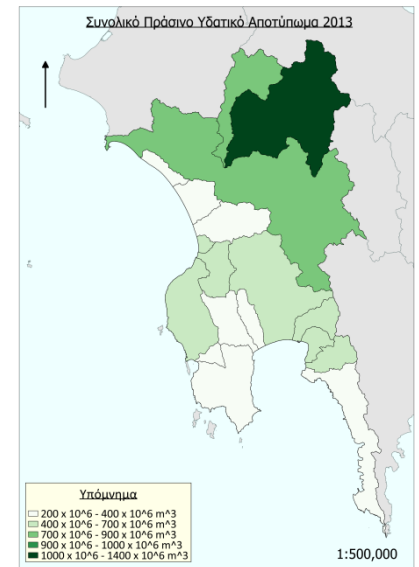 Συνολικό Πράσινο Υδατικό Αποτύπωμα 2013
Υπόμνημα
200 x 10^6 - 400 x 10^6 m^3
400 x 10^6 - 700 x 10^6 m^3
700 x 10^6 - 900 x 10^6 m^3
900 x 10^6 - 1000 x 10^6 m^3
1000 x 10^6 - 1400 x 10^6 m^3
1:500,000